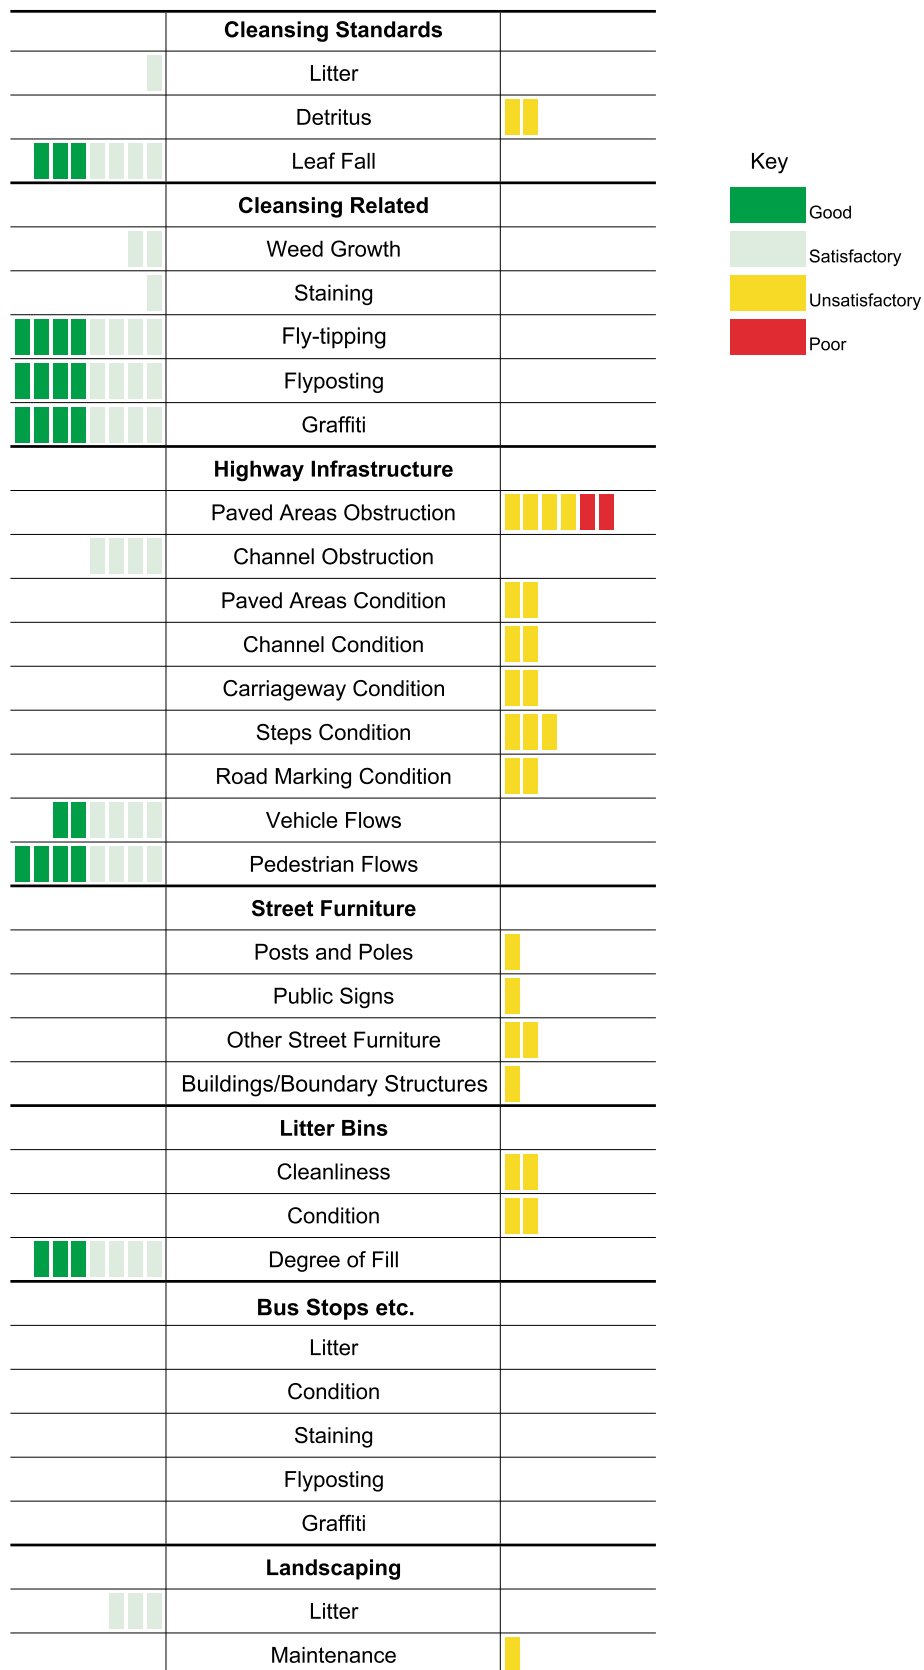 Cleansing Standards
Litter
Detritus
Leaf Fall
Cleansing Related
Weed Growth
Staining
Fly-tipping
Flyposting
Graffiti
Highway Infrastructure
Paved Areas Obstruction
Channel Obstruction
Paved Areas Condition
Channel Condition
Carriageway Condition
Steps Condition
Road Marking Condition
Vehicle Flows
Pedestrian Flows
Street Furniture
Posts and Poles
Public Signs
Other Street Furniture
Buildings/Boundary Structures
Litter Bins
Cleanliness
Condition
Degree of Fill
Bus Stops etc.
Litter
Condition
Staining
Flyposting
Graffiti
Landscaping
Litter
Maintenance
Key
Good
Satisfactory
Unsatisfactory
Poor